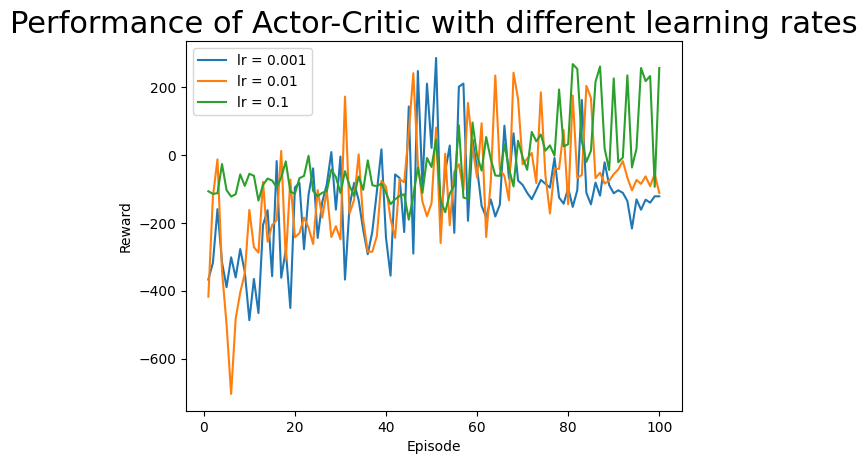 Performance of Actor-Critic with different learning rates
lr = 0.001
lr = 0.01
lr = 0.1
200
0
−200
−400
−600
Reward
0 20 40 60 80 100
Episode